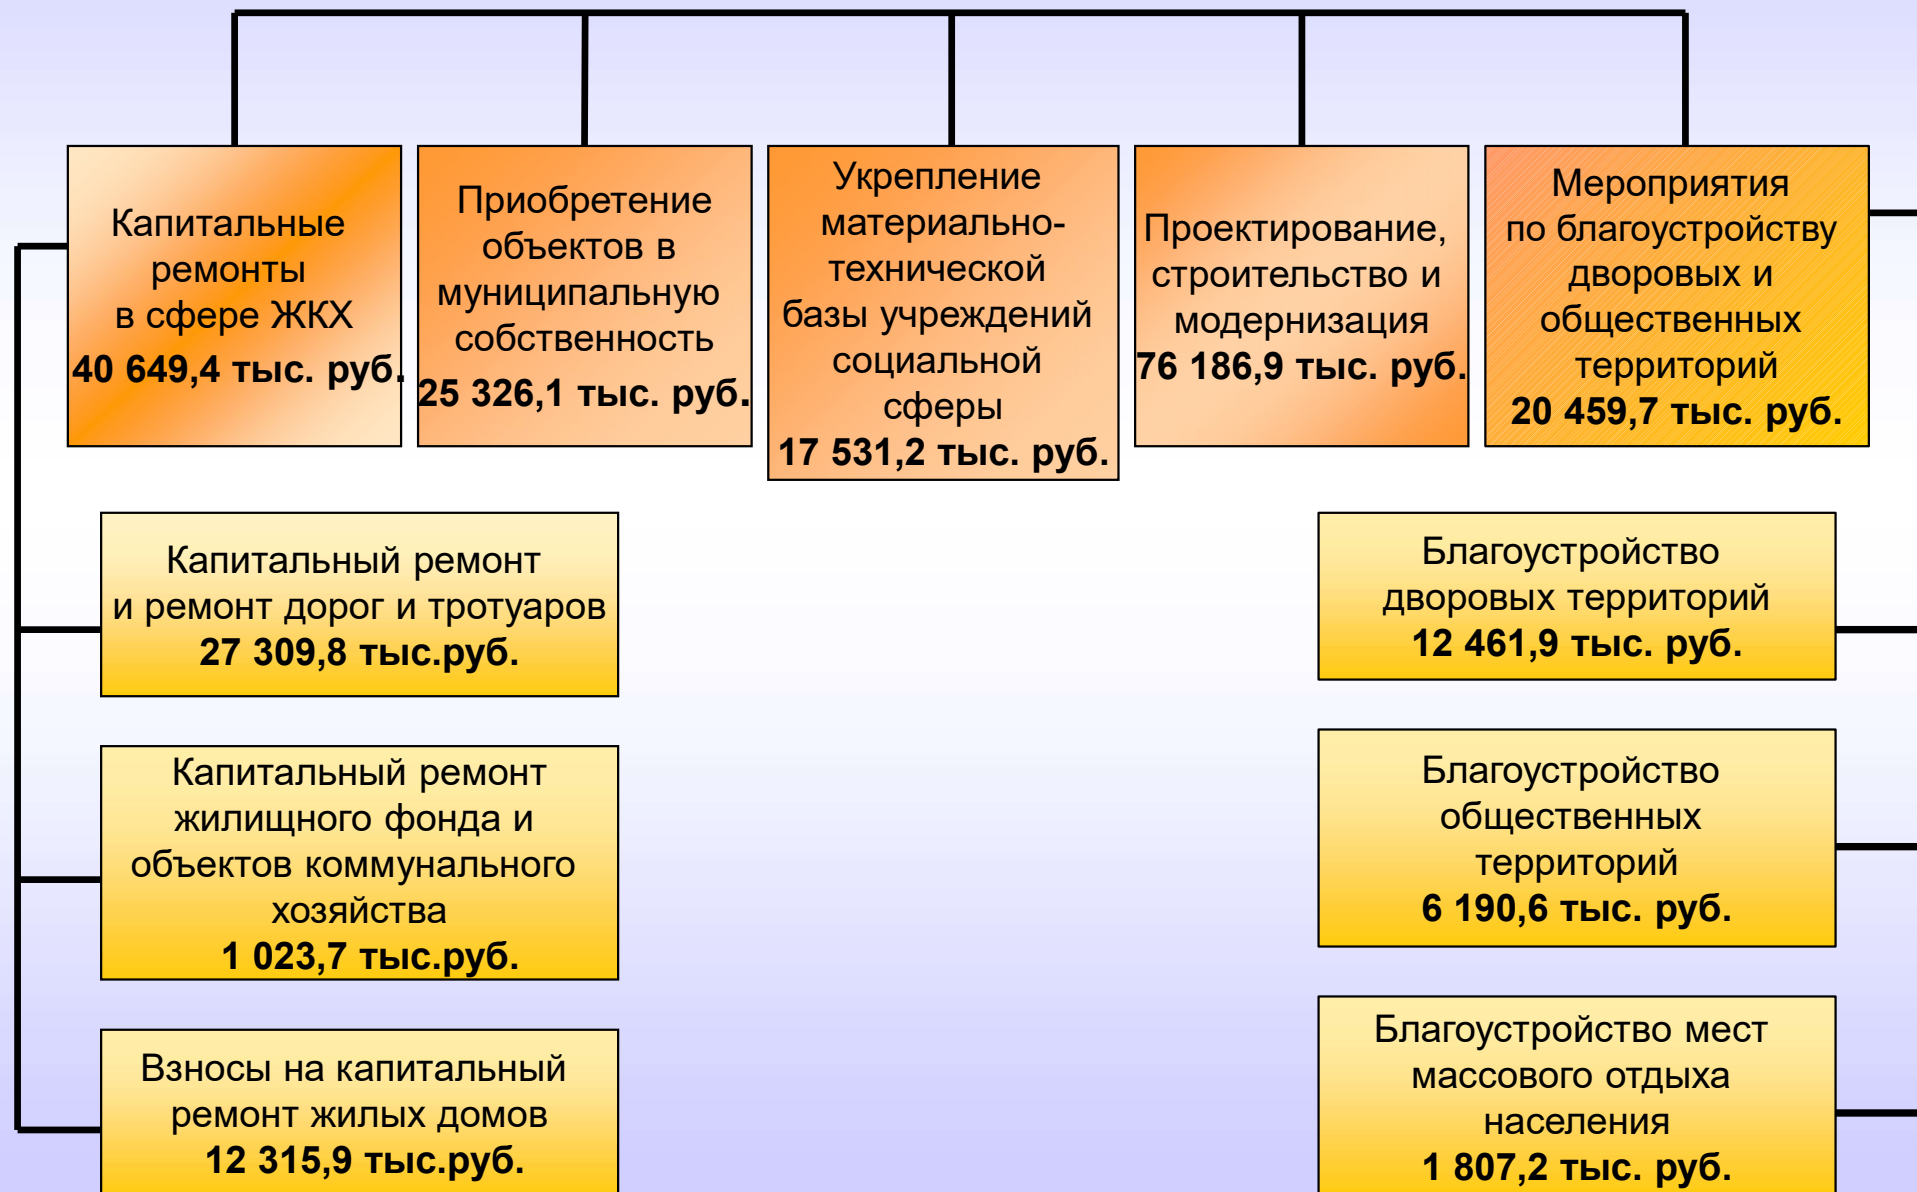 Капитальные
ремонты
в сфере ЖКХ
40 649,4 тыс. руб.
Приобретение
объектов в
муниципальную
собственность
25 326,1 тыс. руб.
Укрепление
материально-
технической
базы учреждений
социальной
сферы
17 531,2 тыс. руб.
Проектирование,
строительство и
модернизация
76 186,9 тыс. руб.
Мероприятия
по благоустройству
дворовых и
общественных
территорий
20 459,7 тыс. руб.
Капитальный ремонт
и ремонт дорог и тротуаров
27 309,8 тыс.руб.
Капитальный ремонт
жилищного фонда и
объектов коммунального
хозяйства
1 023,7 тыс.руб.
Взносы на капитальный
ремонт жилых домов
12 315,9 тыс.руб.
Благоустройство
дворовых территорий
12 461,9 тыс. руб.
Благоустройство
общественных
территорий
6 190,6 тыс. руб.
Благоустройство мест
массового отдыха
населения
1 807,2 тыс. руб.